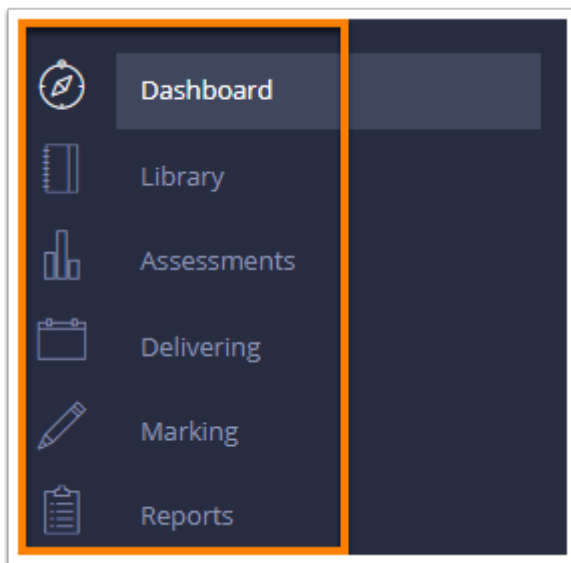 Dashboard
Library
Assessments
Delivering
Marking
Reports